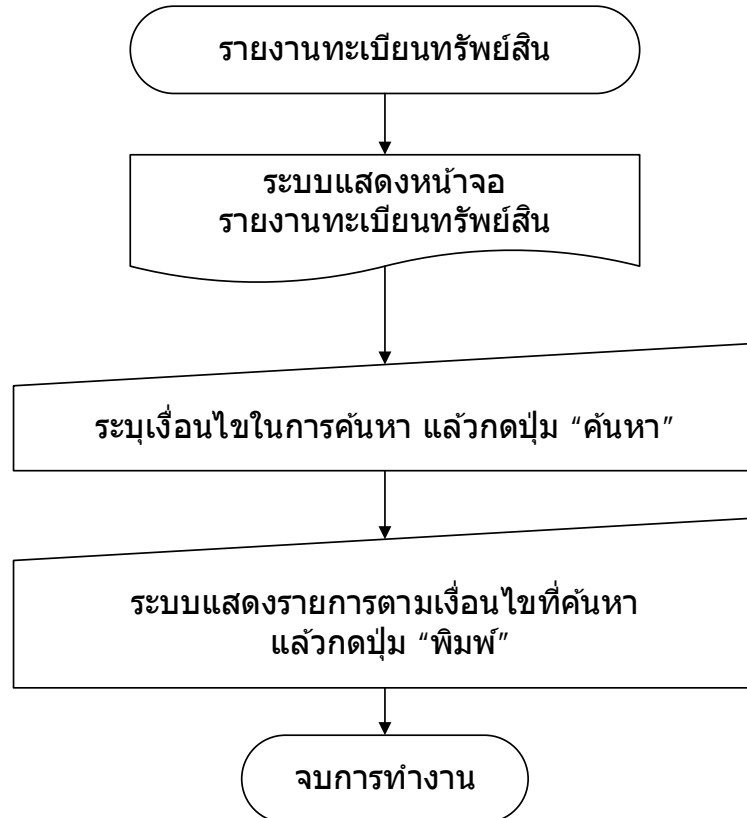 รายงานทะเบียนทรัพย์สิน
ระบบแสดงหน้าจอ
รายงานทะเบียนทรัพย์สิน
ระบุเงื่อนไขในการค้นหา แล้วกดปุ่ม “ค้นหา”
ระบบแสดงรายการตามเงื่อนไขที่ค้นหา
แล้วกดปุ่ม “พิมพ์”
จบการทำงาน